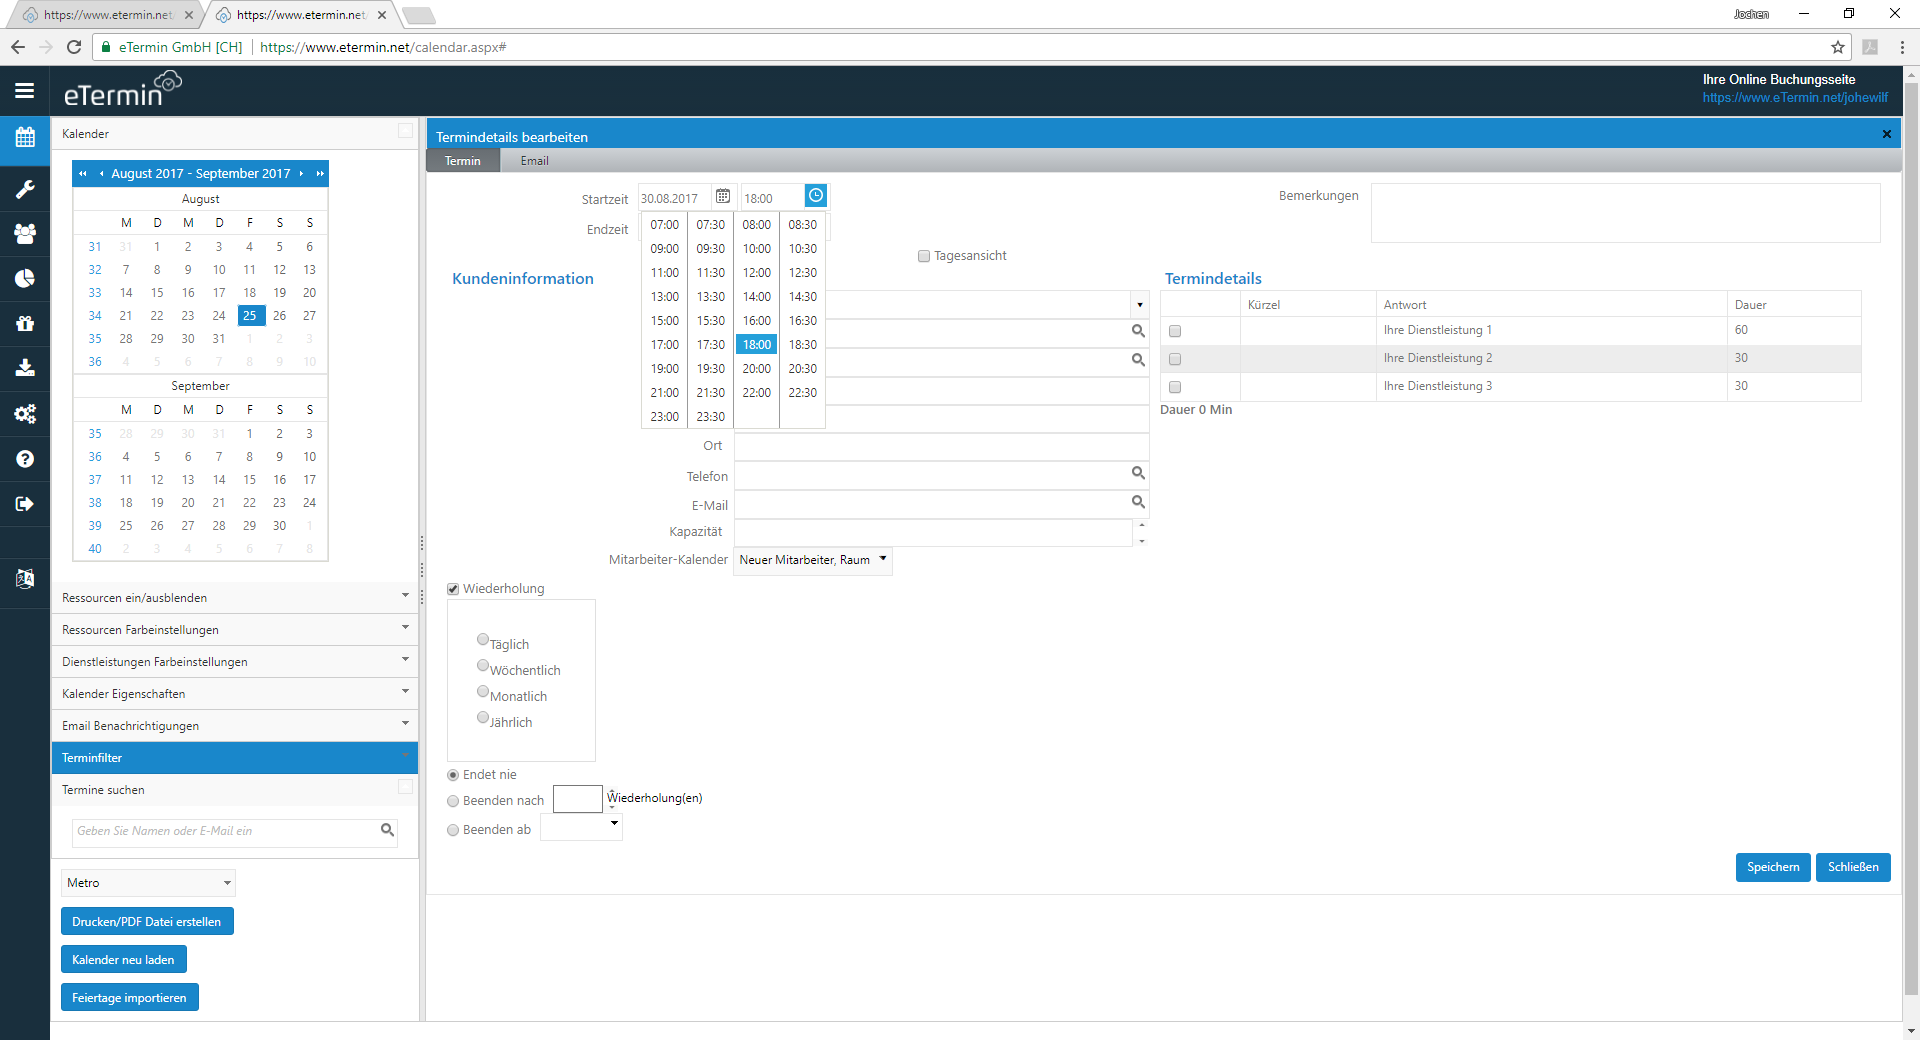 https://www.etermin.net
https://www.etermin.net
Jochen
eTermin GmbH [CH]
https://www.etermin.net/calendar.aspx#
eTermin
Ihre Online Buchungsseite
https://www.eTermin.net/johewilf
Kalender
August 2017 - September 2017
August
M D M D F S S
31 31 1 2 3 4 5 6
32 7 8 9 10 11 12 13
33 14 15 16 17 18 19 20
34 21 22 23 24 25 26 27
35 28 29 30 31 1 2 3
36 4 5 6 7 8 9 10
September
M D M D F S S
35 28 29 30 31 1 2 3
36 4 5 6 7 8 9 10
37 11 12 13 14 15 16 17
38 18 19 20 21 22 23 24
39 25 26 27 28 29 30 1
40 2 3 4 5 6 7 8
Ressourcen ein/ausblenden
Ressourcen Farbeinstellungen
Dienstleistungen Farbeinstellungen
Kalender Eigenschaften
Email Benachrichtigungen
Terminfilter
Termine suchen
Geben Sie Namen oder E-Mail ein
Metro
Drucken/PDF Datei erstellen
Kalender neu laden
Feiertage importieren
Termindetails bearbeiten
Termin
Email
Startzeit 30.08.2017 18:00
Endzeit
07:00 07:30 08:00 08:30
09:00 09:30 10:00 10:30
11:00 11:30 12:00 12:30
13:00 13:30 14:00 14:30
15:00 15:30 16:00 16:30
17:00 17:30 18:00 18:30
19:00 19:30 20:00 20:30
21:00 21:30 22:00 22:30
23:00 23:30
Tagesansicht
Kundeninformation
Ort
Telefon
E-Mail
Kapazität
Mitarbeiter-Kalender Neuer Mitarbeiter, Raum
Wiederholung
Täglich
Wöchentlich
Monatlich
Jährlich
Endet nie
Beenden nach Wiederholung(en)
Beenden ab
Bemerkungen
Termindetails
Kürzel Antwort Dauer
Ihre Dienstleistung 1 60
Ihre Dienstleistung 2 30
Ihre Dienstleistung 3 30
Dauer 0 Min
Speichern
Schließen